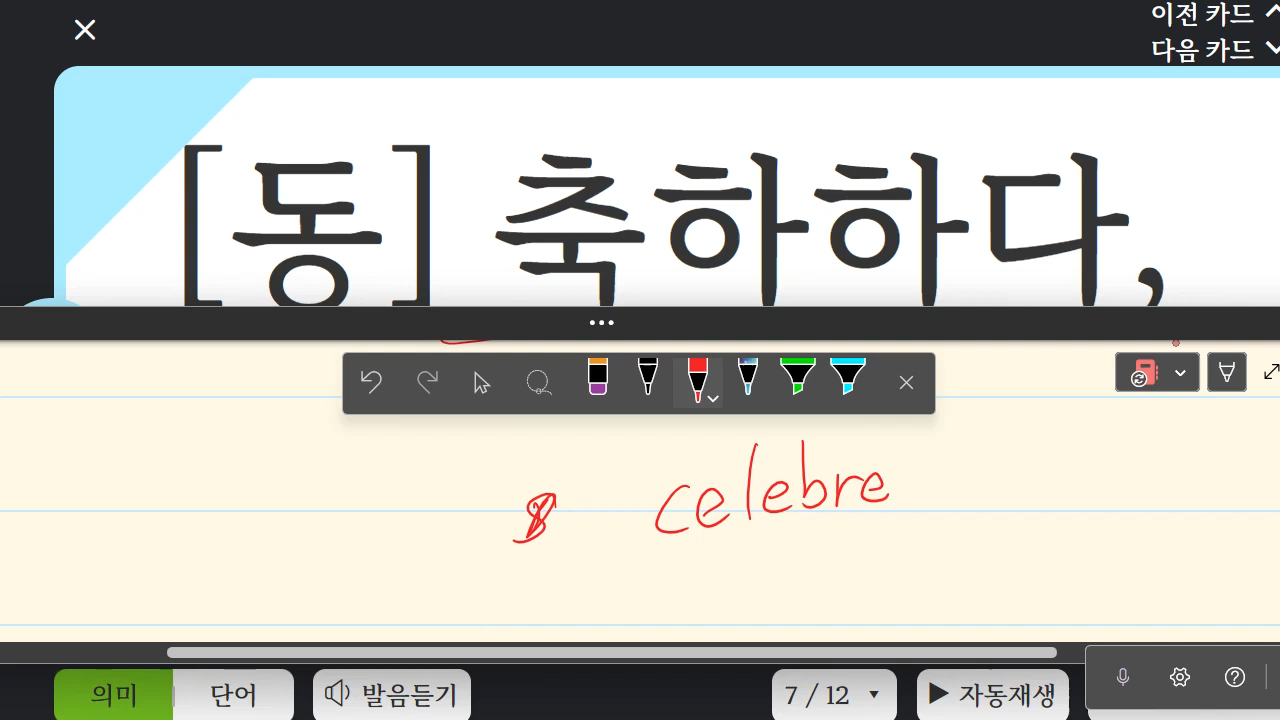 이전 카드
다음 카드
[동] 축하하다,
celebre
의미
단어
발음듣기
7 / 12
자동재생